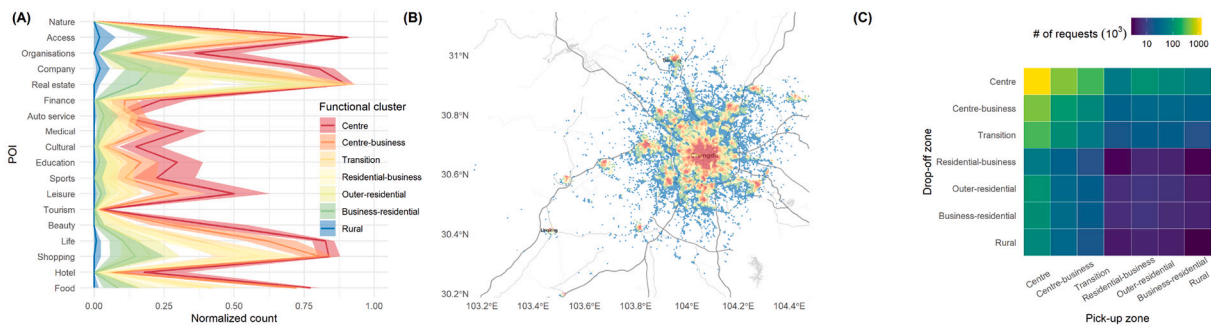 (A)
Nature
Access
Organisations
Company
Real estate
Finance
Auto service
Medical
Cultural
Education
Sports
Leisure
Tourism
Beauty
Life
Shopping
Hotel
Food
POI
0.00
0.25
0.50
0.75
1.00
Normalized count
Functional cluster
Centre
Centre-business
Transition
Residential-business
Outer-residential
Business-residential
Rural
(B)
31°N
30.8°N
30.6°N
30.4°N
30.2°N
103.2°E
103.4°E
103.6°E
103.8°E
104°E
104.2°E
104.4°E
(C)
# of requests (10³)
10
100
1000
Drop-off zone
Centre
Centre-business
Transition
Residential-business
Outer-residential
Business-residential
Rural
Centre
Centre-business
Transition
Residential-business
Outer-residential
Business-residential
Rural
Pick-up zone